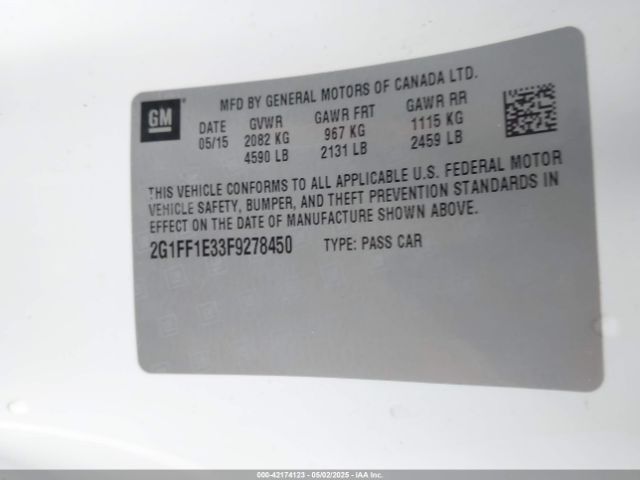 MFD BY GENERAL MOTORS OF CANADA LTD.
GM
DATE GVWR GAWR FRT GAWR RR
05/15 2082 KG 967 KG 1115 KG
4590 LB 2131 LB 2459 LB
THIS VEHICLE CONFORMS TO ALL APPLICABLE U.S. FEDERAL MOTOR
VEHICLE SAFETY, BUMPER, AND THEFT PREVENTION STANDARDS IN
EFFECT ON THE DATE OF MANUFACTURE SHOWN ABOVE.
2G1FF1E33F9278450 TYPE: PASS CAR
000-42174123 - 05/02/2025 - IAA Inc.